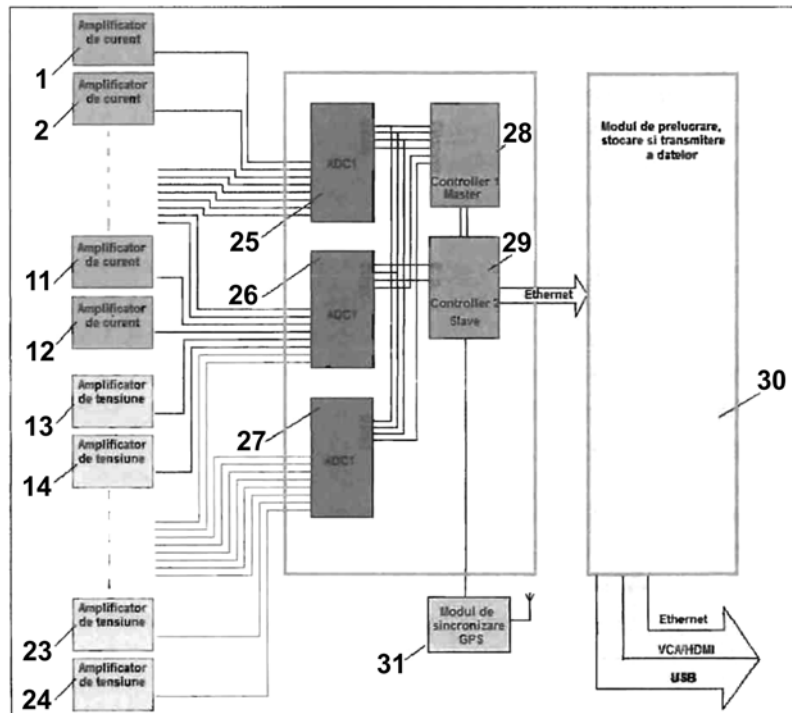 Amplificator
de curent
1
Amplificator
de curent
2
Amplificator
de curent
11
Amplificator
de curent
12
Amplificator
de tensiune
13
Amplificator
de tensiune
14
Amplificator
de tensiune
23
Amplificator
de tensiune
24
ADC1
25
ADC1
26
ADC1
27
28
Controller 1
Master
29
Controller 2
Slave
Ethernet
Modul de prelucrare,
stocare si transmitere
a datelor
30
Modul de
sincronizare
GPS
31
Ethernet
VCA/HDMI
USB